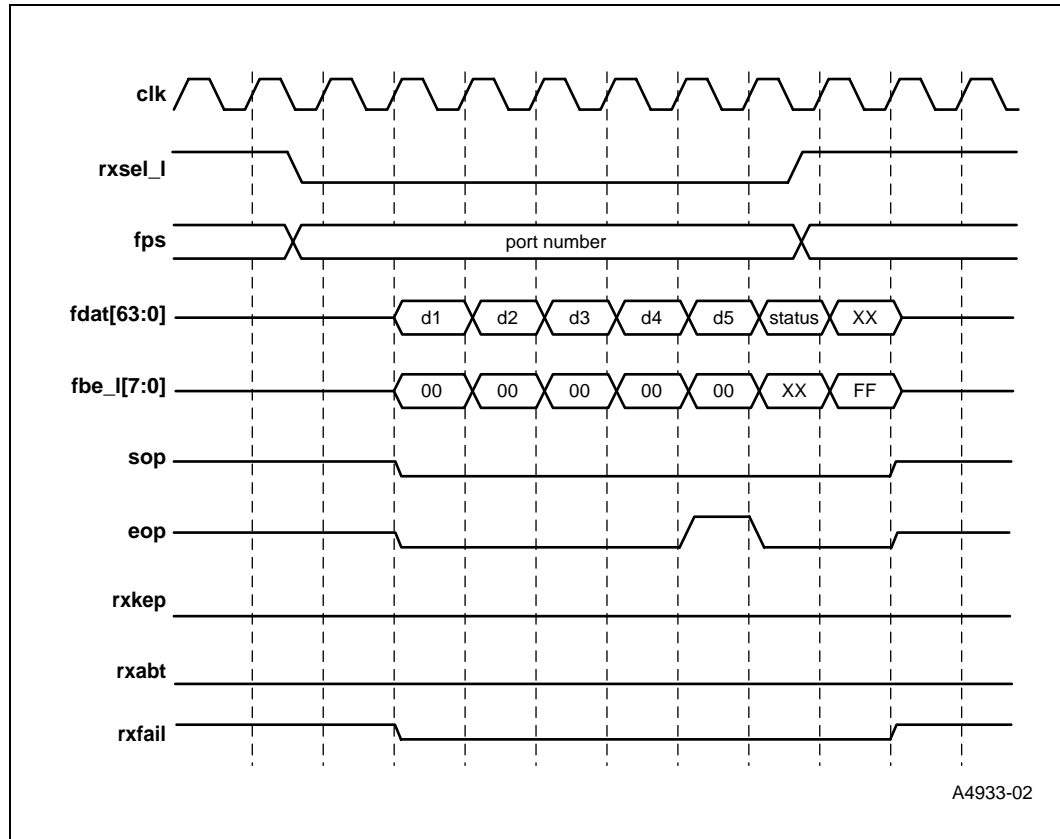 clk
rxsel_l
fps port number
fdat[63:0] d1 d2 d3 d4 d5 status XX
fbe_l[7:0] 00 00 00 00 00 XX FF
sop
eop
rxkep
rxabt
rxfail
A4933-02